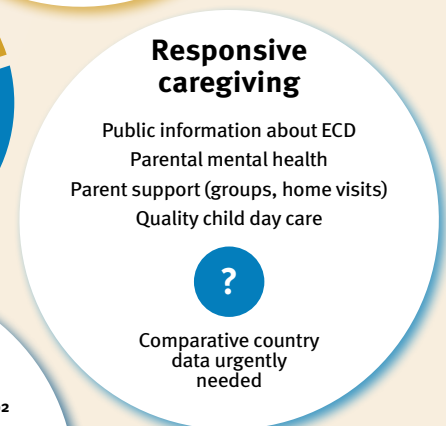 Responsive
caregiving
Public information about ECD
Parental mental health
Parent support (groups, home visits)
Quality child day care
?
Comparative country
data urgently
needed